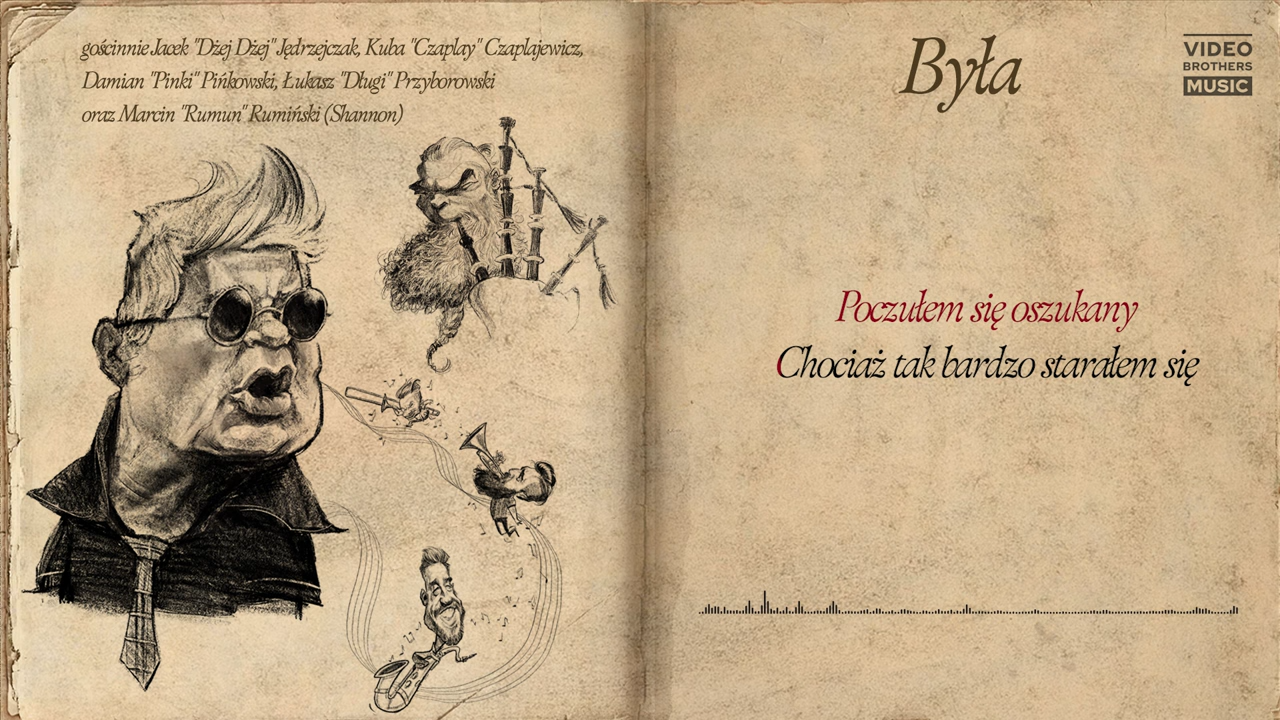 gościnnie Jacek "Dżej Dżej" Jędrzejczak, Kuba "Czaplay" Czaplajewicz,
Damian "Pinki" Pińkowski, Łukasz "Długi" Przyborowski
oraz Marcin "Rumun" Rumiński (Shannon)
Była
VIDEO
BROTHERS
MUSIC
Poczułem się oszukany
Chociaż tak bardzo starałem się